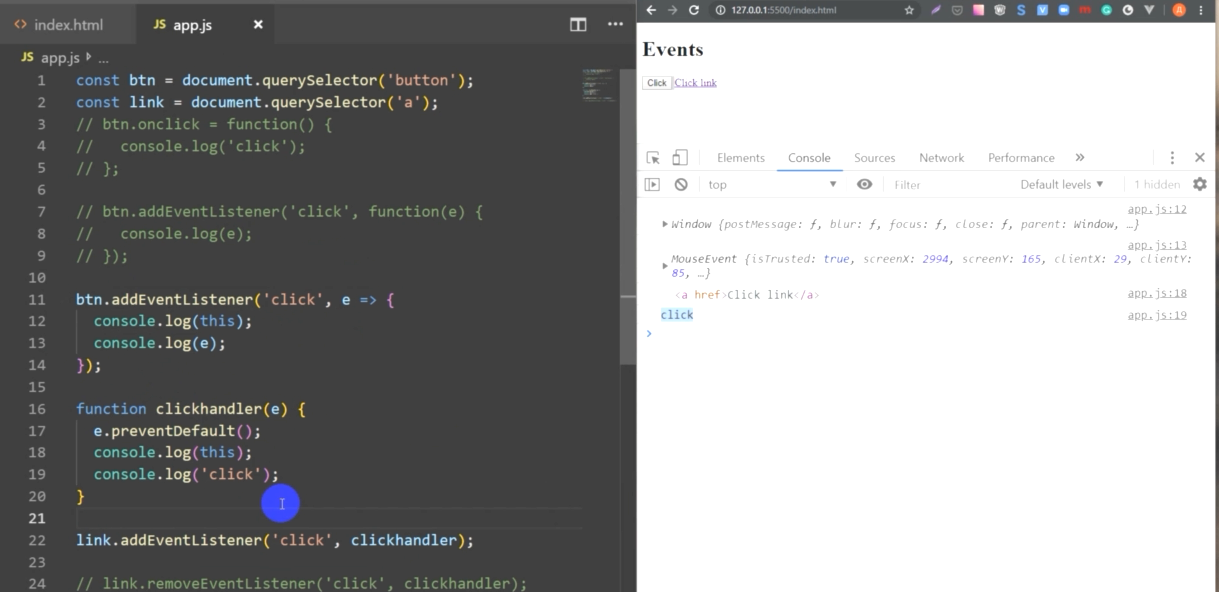 index.html
JS app.js ×
JS app.js ...
1 const btn = document.querySelector('button');
2 const link = document.querySelector('a');
3 // btn.onclick = function() {
4 //   console.log('click');
5 // };
6
7 // btn.addEventListener('click', function(e) {
8 //   console.log(e);
9 // });
10
11 btn.addEventListener('click', e => {
12   console.log(this);
13   console.log(e);
14 });
15
16 function clickhandler(e) {
17   e.preventDefault();
18   console.log(this);
19   console.log('click');
20 }
21
22 link.addEventListener('click', clickhandler);
23
24 // link.removeEventListener('click', clickhandler);
127.0.0.1:5500/index.html
Events
Click Click link
Elements Console Sources Network Performance »
top Filter Default levels ▼ 1 hidden
app.js:12
Window {postMessage: ƒ, blur: ƒ, focus: ƒ, close: ƒ, parent: Window, …}
app.js:13
MouseEvent {isTrusted: true, screenX: 2994, screenY: 165, clientX: 29, clientY:
85, …}
<a href>Click link</a> app.js:18
click app.js:19